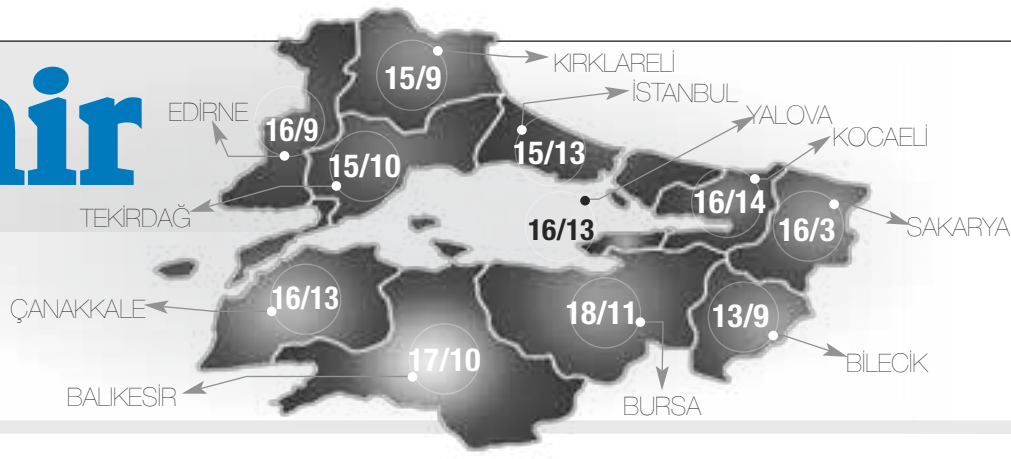 nir
KIRKLARELİ
15/9
İSTANBUL
EDİRNE
16/9
YALOVA
KOCAELİ
15/10
15/13
TEKİRDAĞ
16/14
16/13
16/3
SAKARYA
ÇANAKKALE
16/13
18/11
13/9
17/10
BİLECİK
BALIKESİR
BURSA